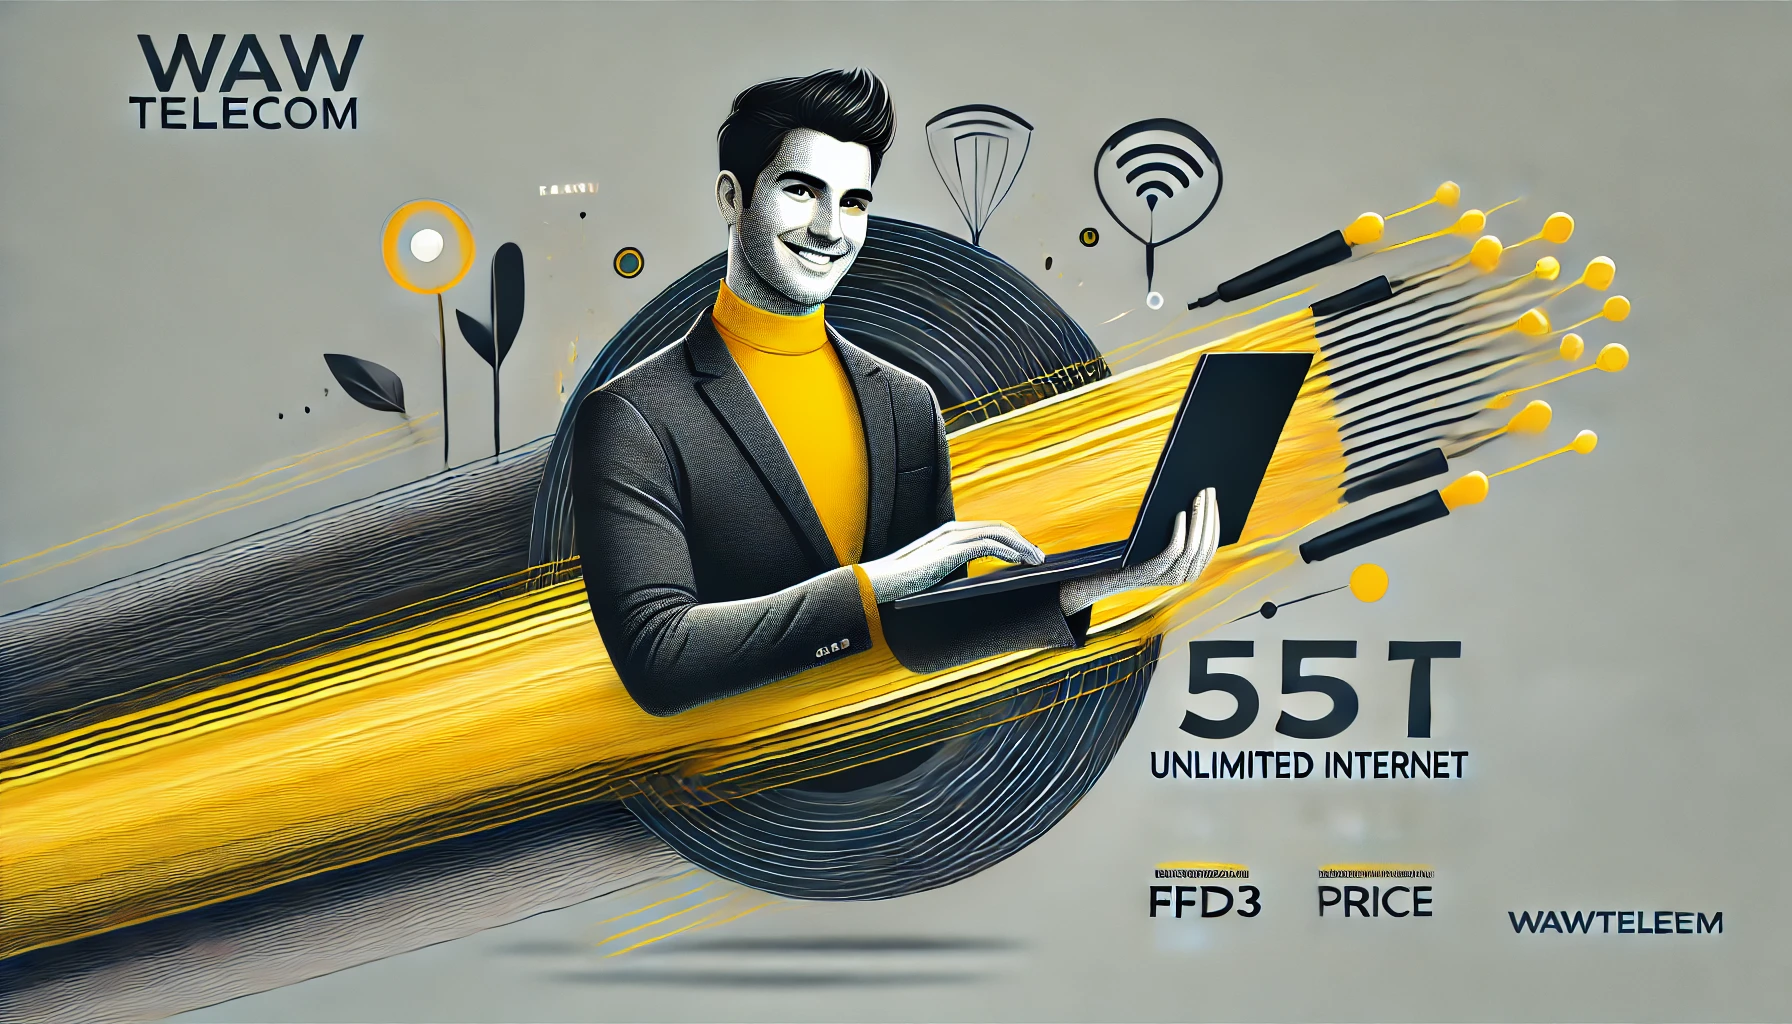 WAW
TELECOM
55T
UNLIMITED INTERNET
FFD3
PRICE
WAWTELEEM